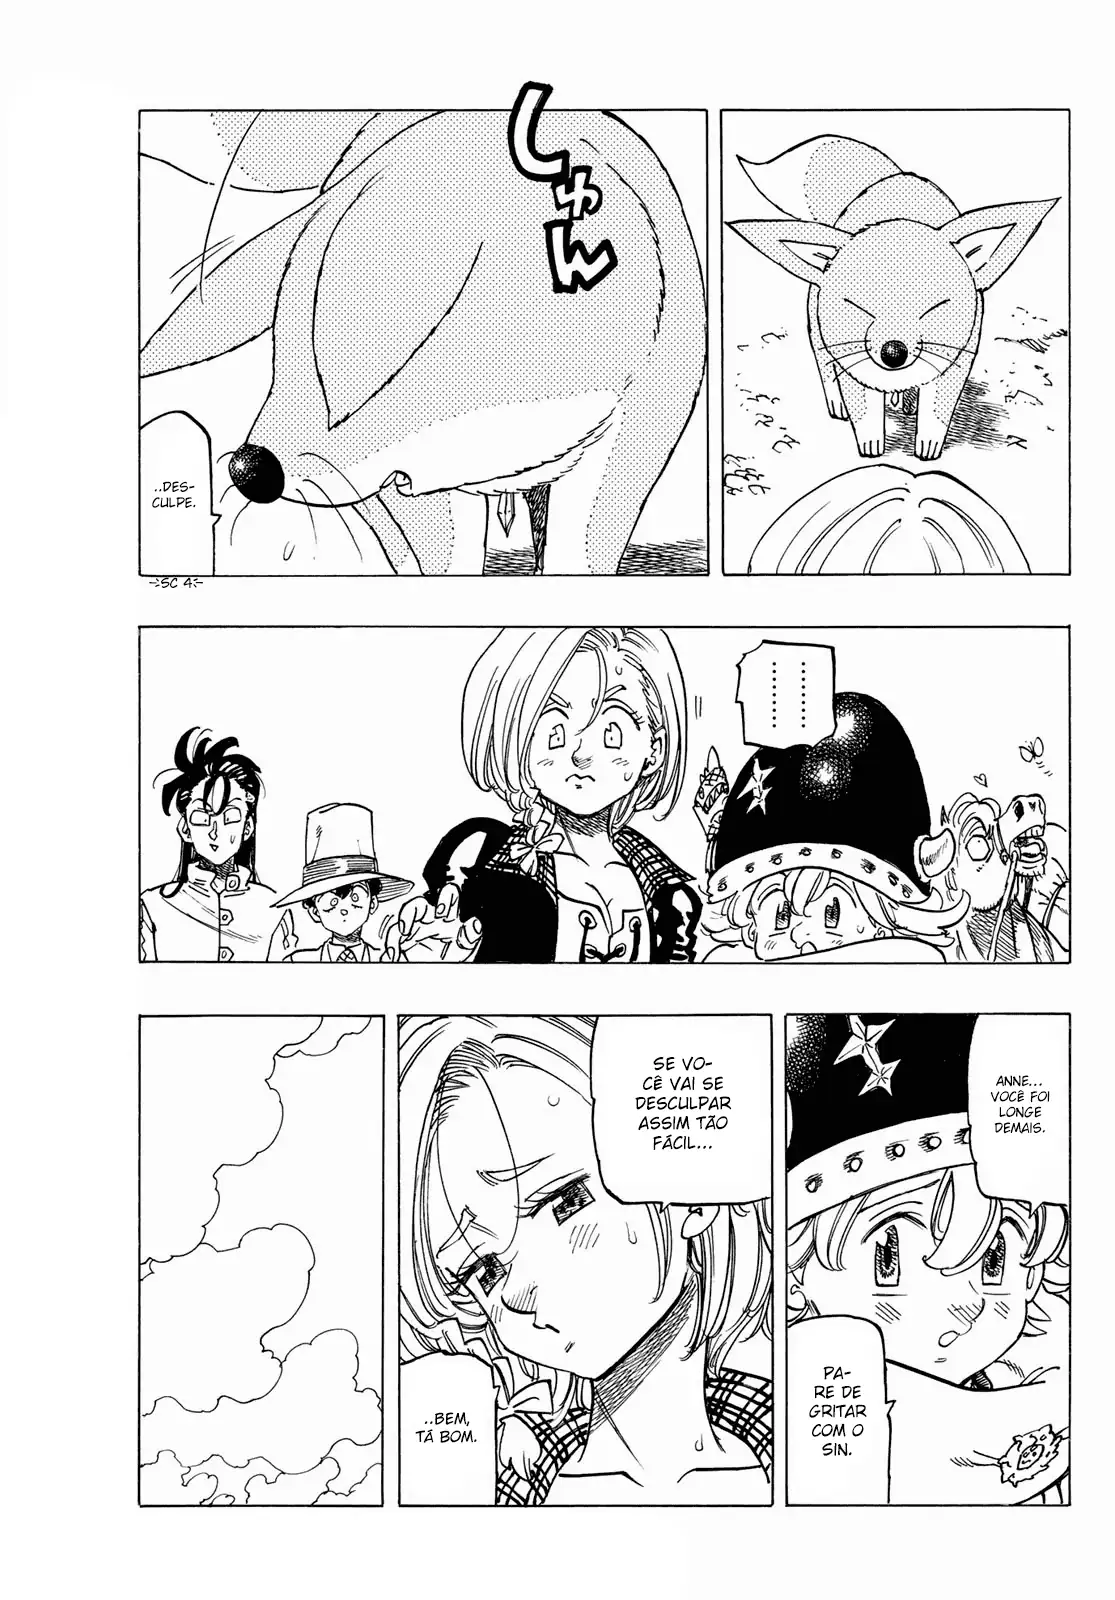 しゅん
..DES-
CULPE.
SC 4
..........
ANNE...
VOCÊ FOI
LONGE
DEMAIS.
PA-
RE DE
GRITAR
COM O
SIN.
SE VO-
CÊ VAI SE
DESCULPAR
ASSIM TÃO
FÁCIL...
..BEM,
TÁ BOM.